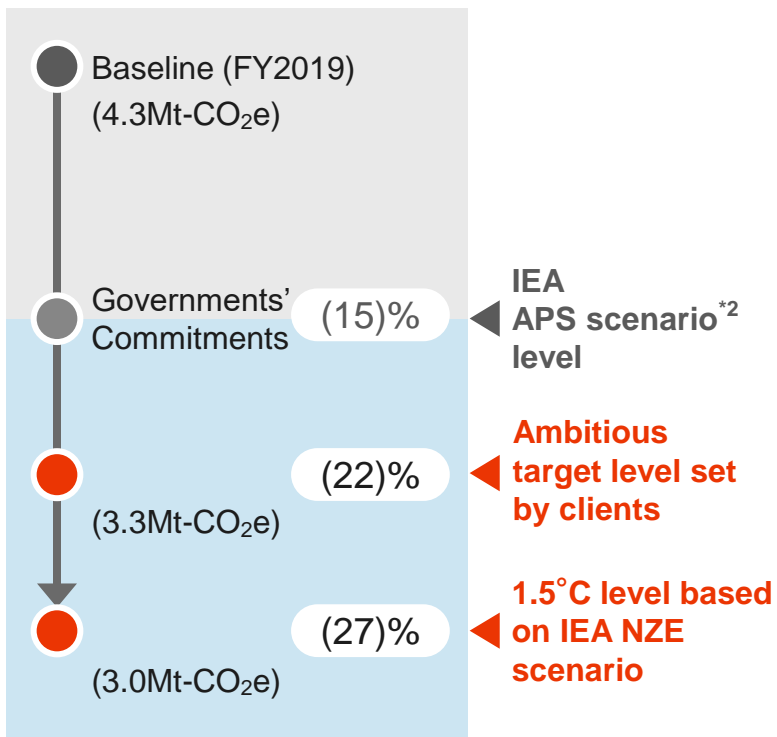 Baseline (FY2019)
(4.3Mt-CO₂e)
Governments’
Commitments
(15)%
IEA
APS scenario*2
level
(22)%
(3.3Mt-CO₂e)
Ambitious
target level set
by clients
(27)%
(3.0Mt-CO₂e)
1.5°C level based
on IEA NZE
scenario